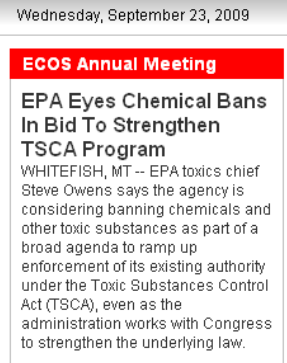 Wednesday, September 23, 2009
ECOS Annual Meeting
EPA Eyes Chemical Bans
In Bid To Strengthen
TSCA Program
WHITEFISH, MT -- EPA toxics chief
Steve Owens says the agency is
considering banning chemicals and
other toxic substances as part of a
broad agenda to ramp up
enforcement of its existing authority
under the Toxic Substances Control
Act (TSCA), even as the
administration works with Congress
to strengthen the underlying law.